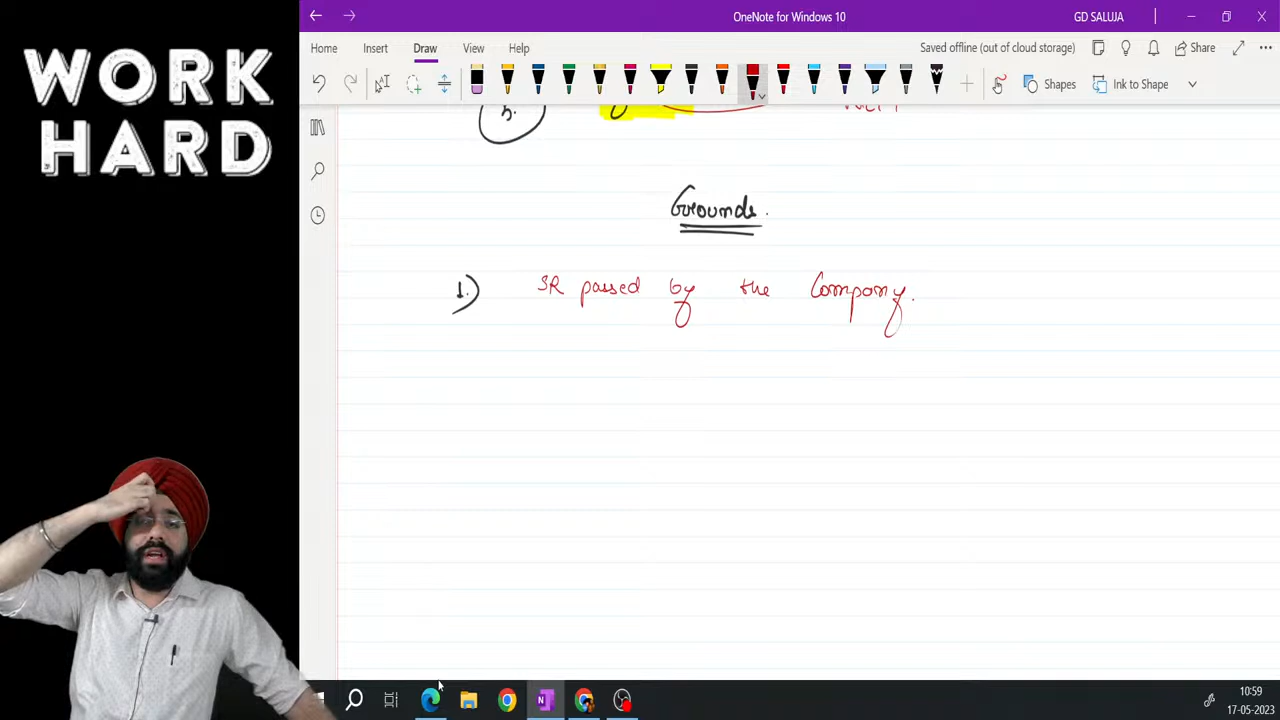 WORK
HARD
OneNote for Windows 10
GD SALUJA
Home Insert Draw View Help
Saved offline (out of cloud storage)
Share
Shapes
Ink to Shape
h.
Grounds.
1.) SR passed by the Company.
10:59
17-05-2023